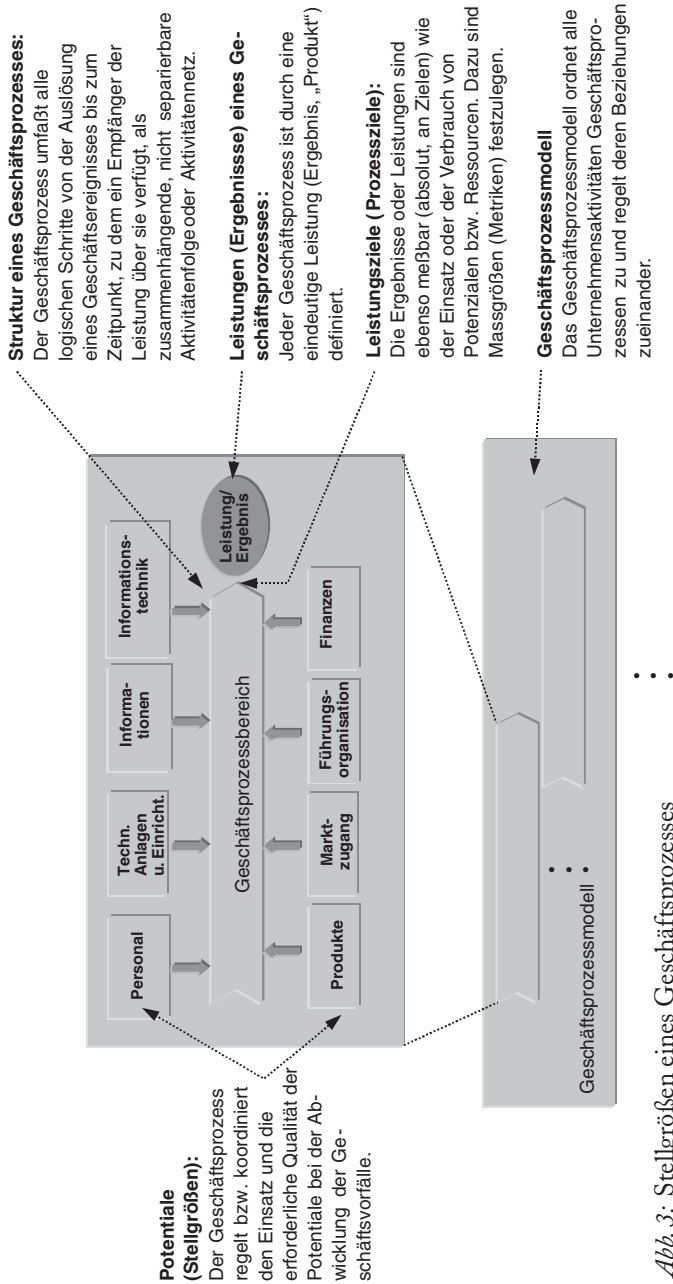 Potentiale
(Stellgrößen):
Der Geschäftsprozess
regelt bzw. koordiniert
den Einsatz und die
erforderliche Qualität der
Potentiale bei der Ab-
wicklung der Ge-
schäftsvorfälle.
Personal
Techn.
Anlagen
u. Einricht.
Informa-
tionen
Informations-
technik
Geschäftsprozessbereich
Leistung/
Ergebnis
Produkte
Markt-
zugang
Führungs-
organisation
Finanzen
Struktur eines Geschäftsprozesses:
Der Geschäftsprozess umfaßt alle
logischen Schritte von der Auslösung
eines Geschäftsereignisses bis zum
Zeitpunkt, zu dem ein Empfänger der
Leistung über sie verfügt, als
zusammenhängende, nicht separierbare
Aktivitätenfolge oder Aktivitätennetz.
Leistungen (Ergebnissse) eines Ge-
schäftsprozesses:
Jeder Geschäftsprozess ist durch eine
eindeutige Leistung (Ergebnis, „Produkt“)
definiert.
Leistungsziele (Prozessziele):
Die Ergebnisse oder Leistungen sind
ebenso meßbar (absolut, an Zielen) wie
der Einsatz oder der Verbrauch von
Potenzialen bzw. Ressourcen. Dazu sind
Massgrößen (Metriken) festzulegen.
Geschäftsprozessmodell
Das Geschäftsprozessmodell ordnet alle
Unternehmensaktivitäten Geschäftspro-
zessen zu und regelt deren Beziehungen
zueinander.
...
Geschäftsprozessmodell
...
Abb. 3: Stellgrößen eines Geschäftsprozesses